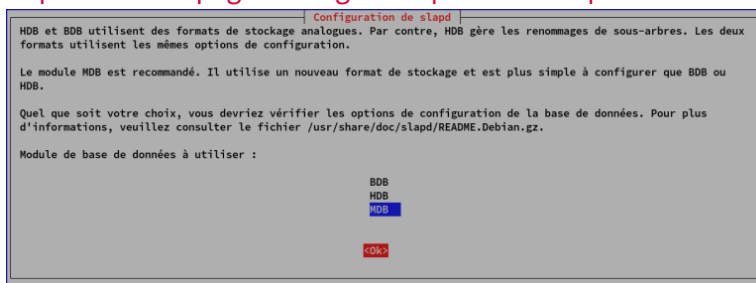 Configuration de slapd
HDB et BDB utilisent des formats de stockage analogues. Par contre, HDB gère les renommages de sous-arbres. Les deux
formats utilisent les mêmes options de configuration.
Le module MDB est recommandé. Il utilise un nouveau format de stockage et est plus simple à configurer que BDB ou
HDB.
Quel que soit votre choix, vous devriez vérifier les options de configuration de la base de données. Pour plus
d'informations, veuillez consulter le fichier /usr/share/doc/slapd/README.Debian.gz.
Module de base de données à utiliser :
BDB
HDB
MDB
<Ok>